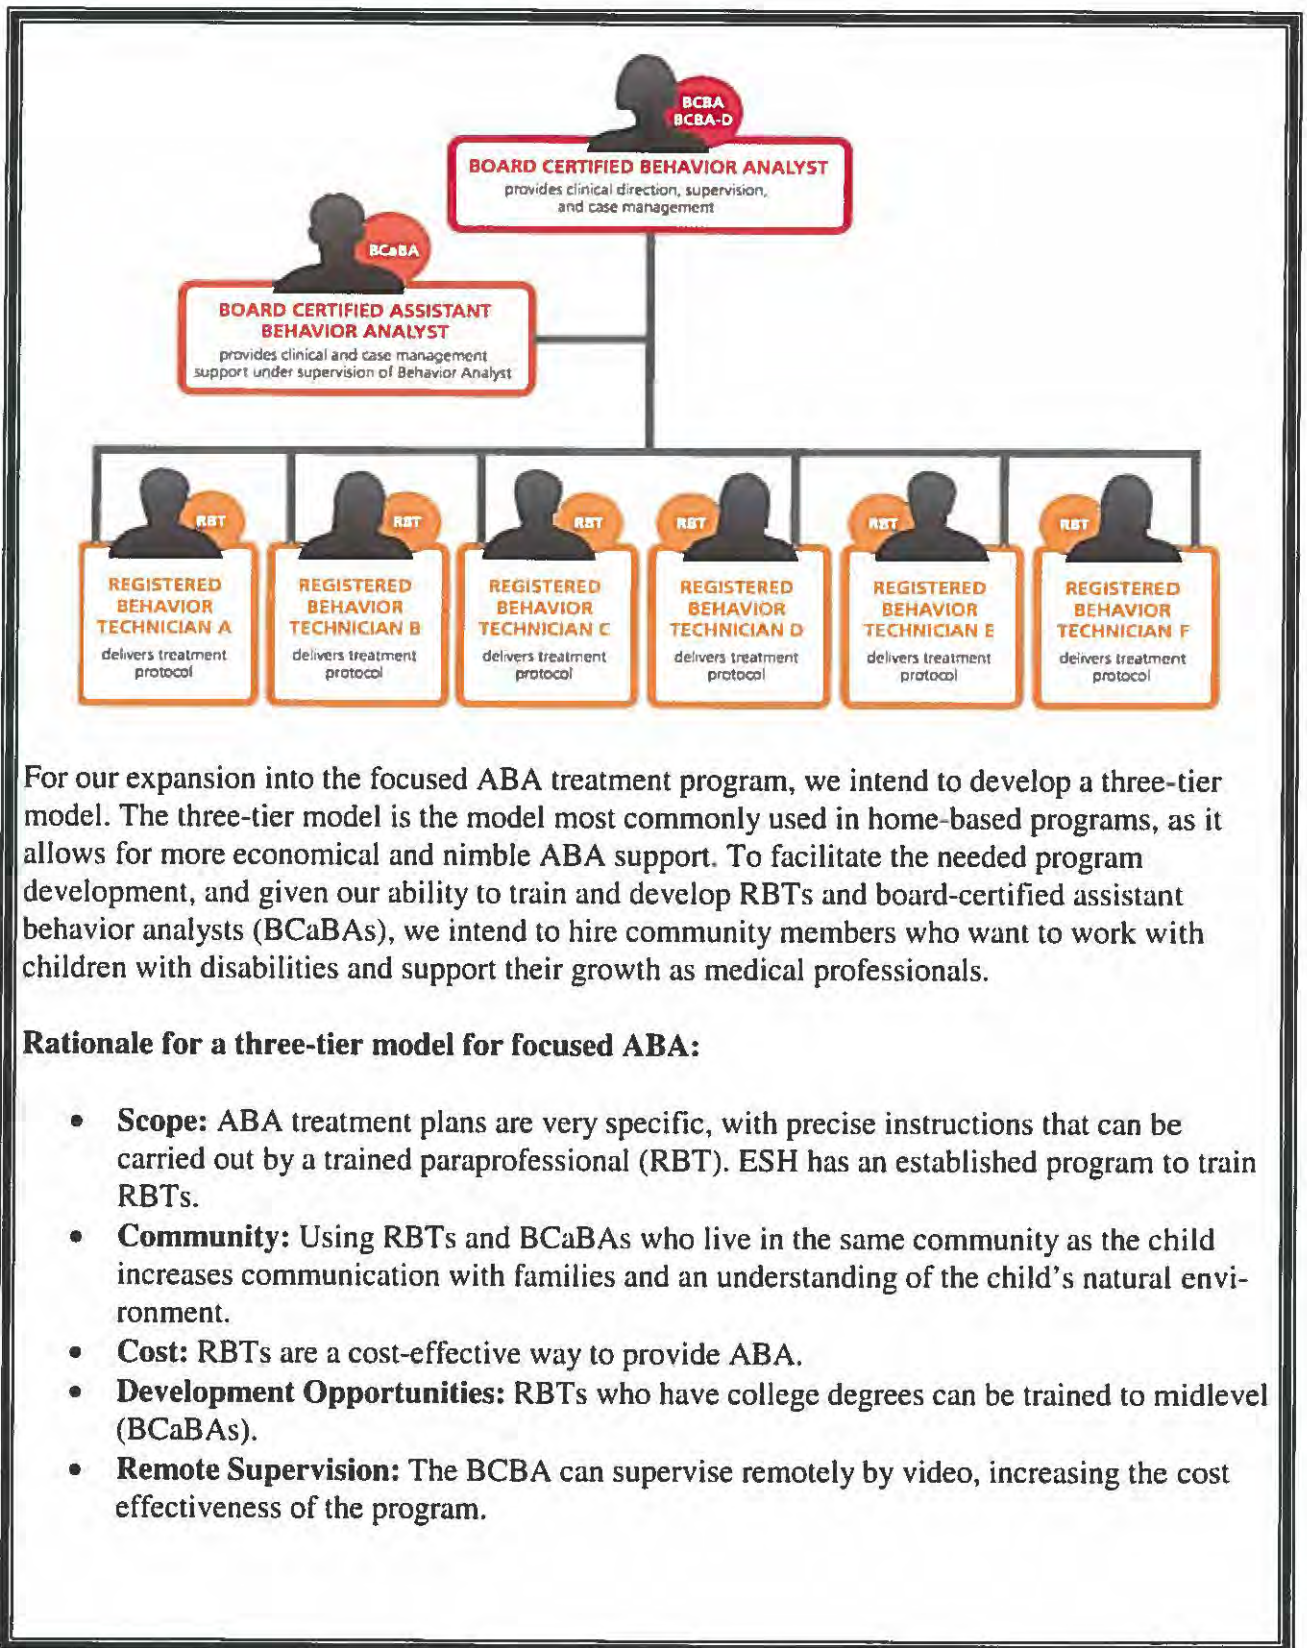 BCBA
BCBA-D
BOARD CERTIFIED BEHAVIOR ANALYST
provides clinical direction, supervision,
and case management
BCaBA
BOARD CERTIFIED ASSISTANT
BEHAVIOR ANALYST
provides clinical and case management
support under supervision of Behavior Analyst
RBT
REGISTERED
BEHAVIOR
TECHNICIAN A
delivers treatment
protocol
RBT
REGISTERED
BEHAVIOR
TECHNICIAN B
delivers treatment
protocol
RBT
REGISTERED
BEHAVIOR
TECHNICIAN C
delivers treatment
protocol
RBT
REGISTERED
BEHAVIOR
TECHNICIAN D
delivers treatment
protocol
RBT
REGISTERED
BEHAVIOR
TECHNICIAN E
delivers treatment
protocol
RBT
REGISTERED
BEHAVIOR
TECHNICIAN F
delivers treatment
protocol
For our expansion into the focused ABA treatment program, we intend to develop a three-tier
model. The three-tier model is the model most commonly used in home-based programs, as it
allows for more economical and nimble ABA support. To facilitate the needed program
development, and given our ability to train and develop RBTs and board-certified assistant
behavior analysts (BCaBAs), we intend to hire community members who want to work with
children with disabilities and support their growth as medical professionals.
Rationale for a three-tier model for focused ABA:
• Scope: ABA treatment plans are very specific, with precise instructions that can be
carried out by a trained paraprofessional (RBT). ESH has an established program to train
RBTs.
• Community: Using RBTs and BCaBAs who live in the same community as the child
increases communication with families and an understanding of the child's natural envi-
ronment.
• Cost: RBTs are a cost-effective way to provide ABA.
• Development Opportunities: RBTs who have college degrees can be trained to midlevel
(BCaBAs).
• Remote Supervision: The BCBA can supervise remotely by video, increasing the cost
effectiveness of the program.